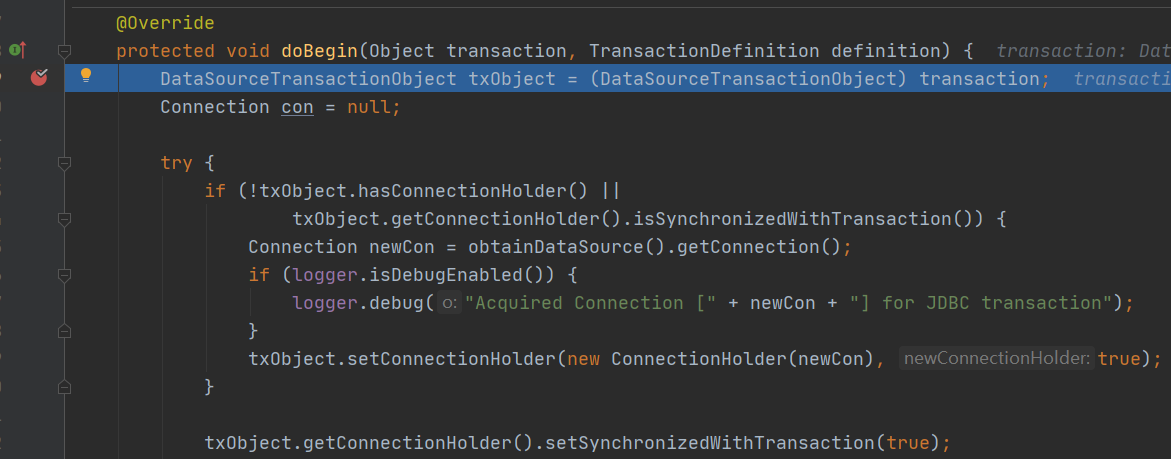 @Override
protected void doBegin(Object transaction, TransactionDefinition definition) { transaction: Dat
DataSourceTransactionObject txObject = (DataSourceTransactionObject) transaction; transacti
Connection con = null;
try {
if (!txObject.hasConnectionHolder() ||
txObject.getConnectionHolder().isSynchronizedWithTransaction()) {
Connection newCon = obtainDataSource().getConnection();
if (logger.isDebugEnabled()) {
logger.debug( o: "Acquired Connection [" + newCon + "] for JDBC transaction");
}
txObject.setConnectionHolder(new ConnectionHolder(newCon), newConnectionHolder: true);
}
txObject.getConnectionHolder().setSynchronizedWithTransaction(true);